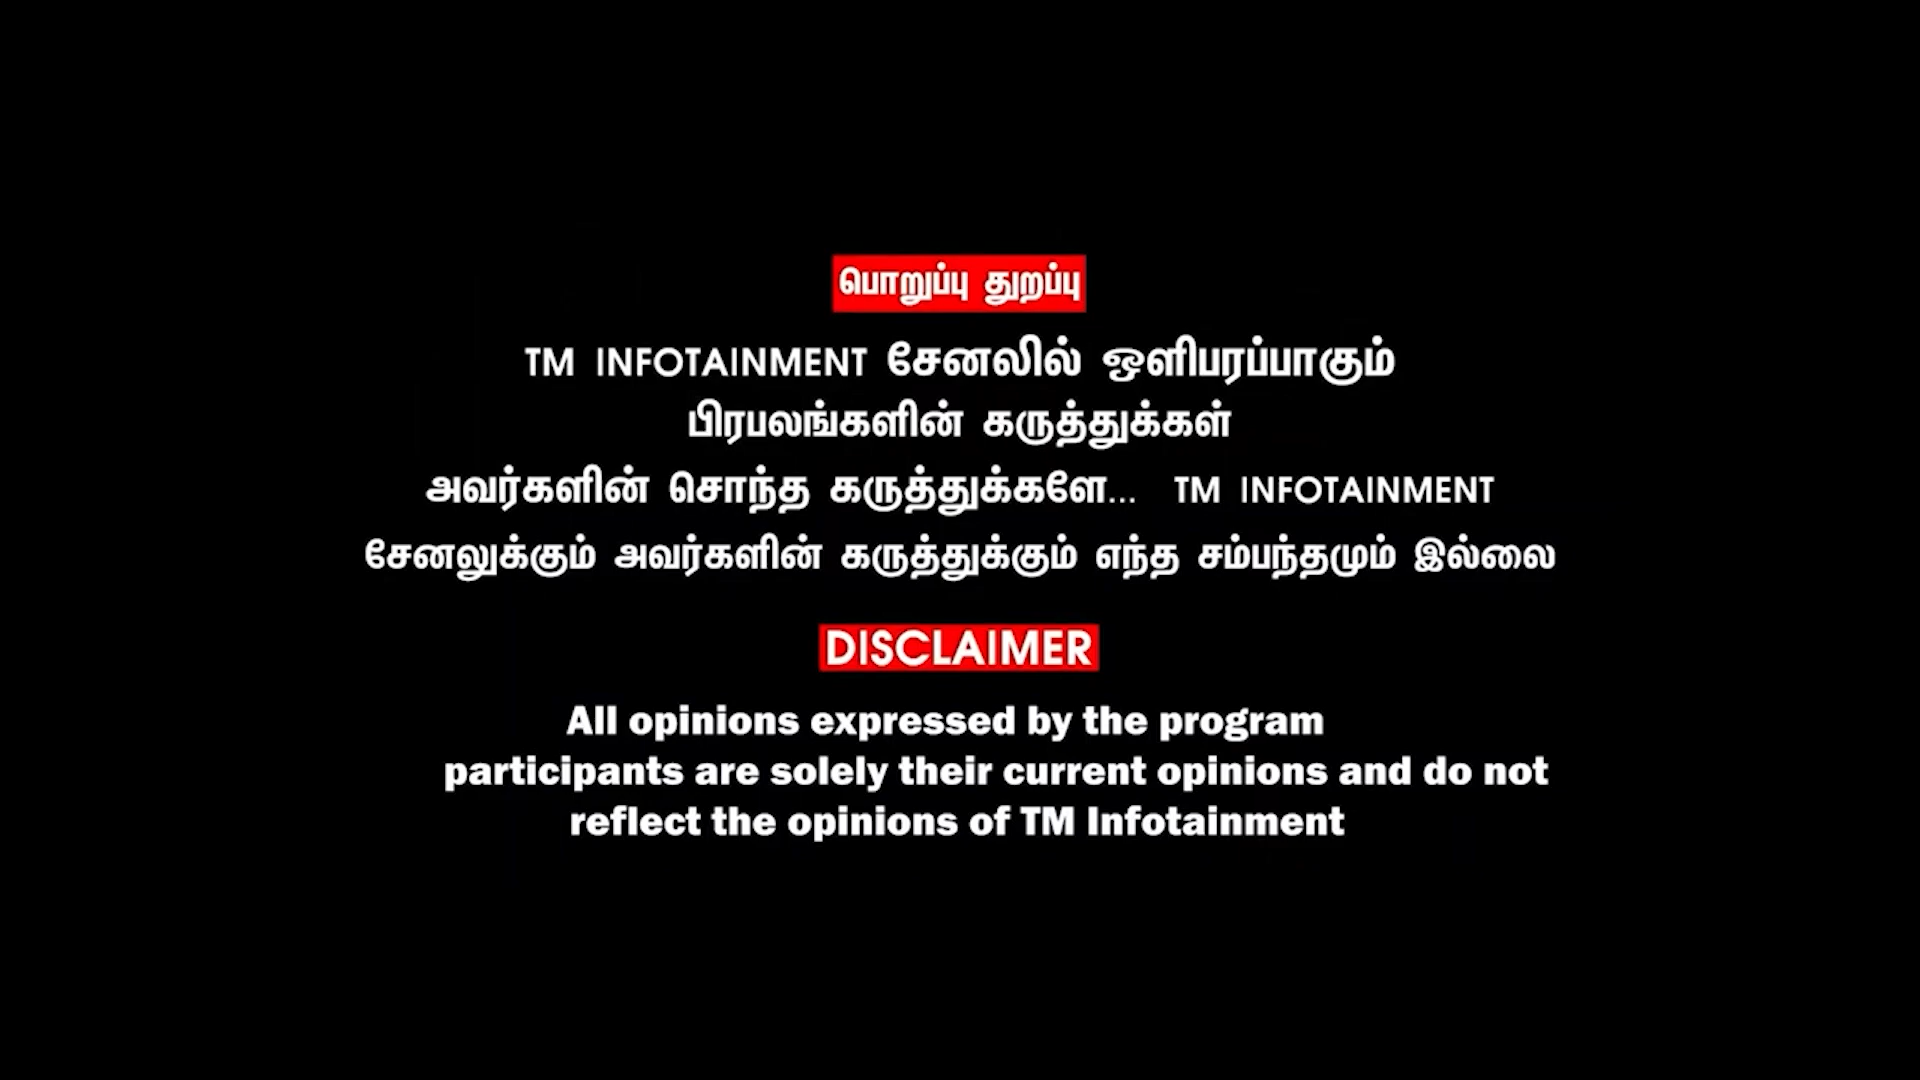 பொறுப்பு துறப்பு
TM INFOTAINMENT சேனலில் ஒளிபரப்பாகும்
பிரபலங்களின் கருத்துக்கள்
அவர்களின் சொந்த கருத்துக்களே... TM INFOTAINMENT
சேனலுக்கும் அவர்களின் கருத்துக்கும் எந்த சம்பந்தமும் இல்லை
DISCLAIMER
All opinions expressed by the program
participants are solely their current opinions and do not
reflect the opinions of TM Infotainment